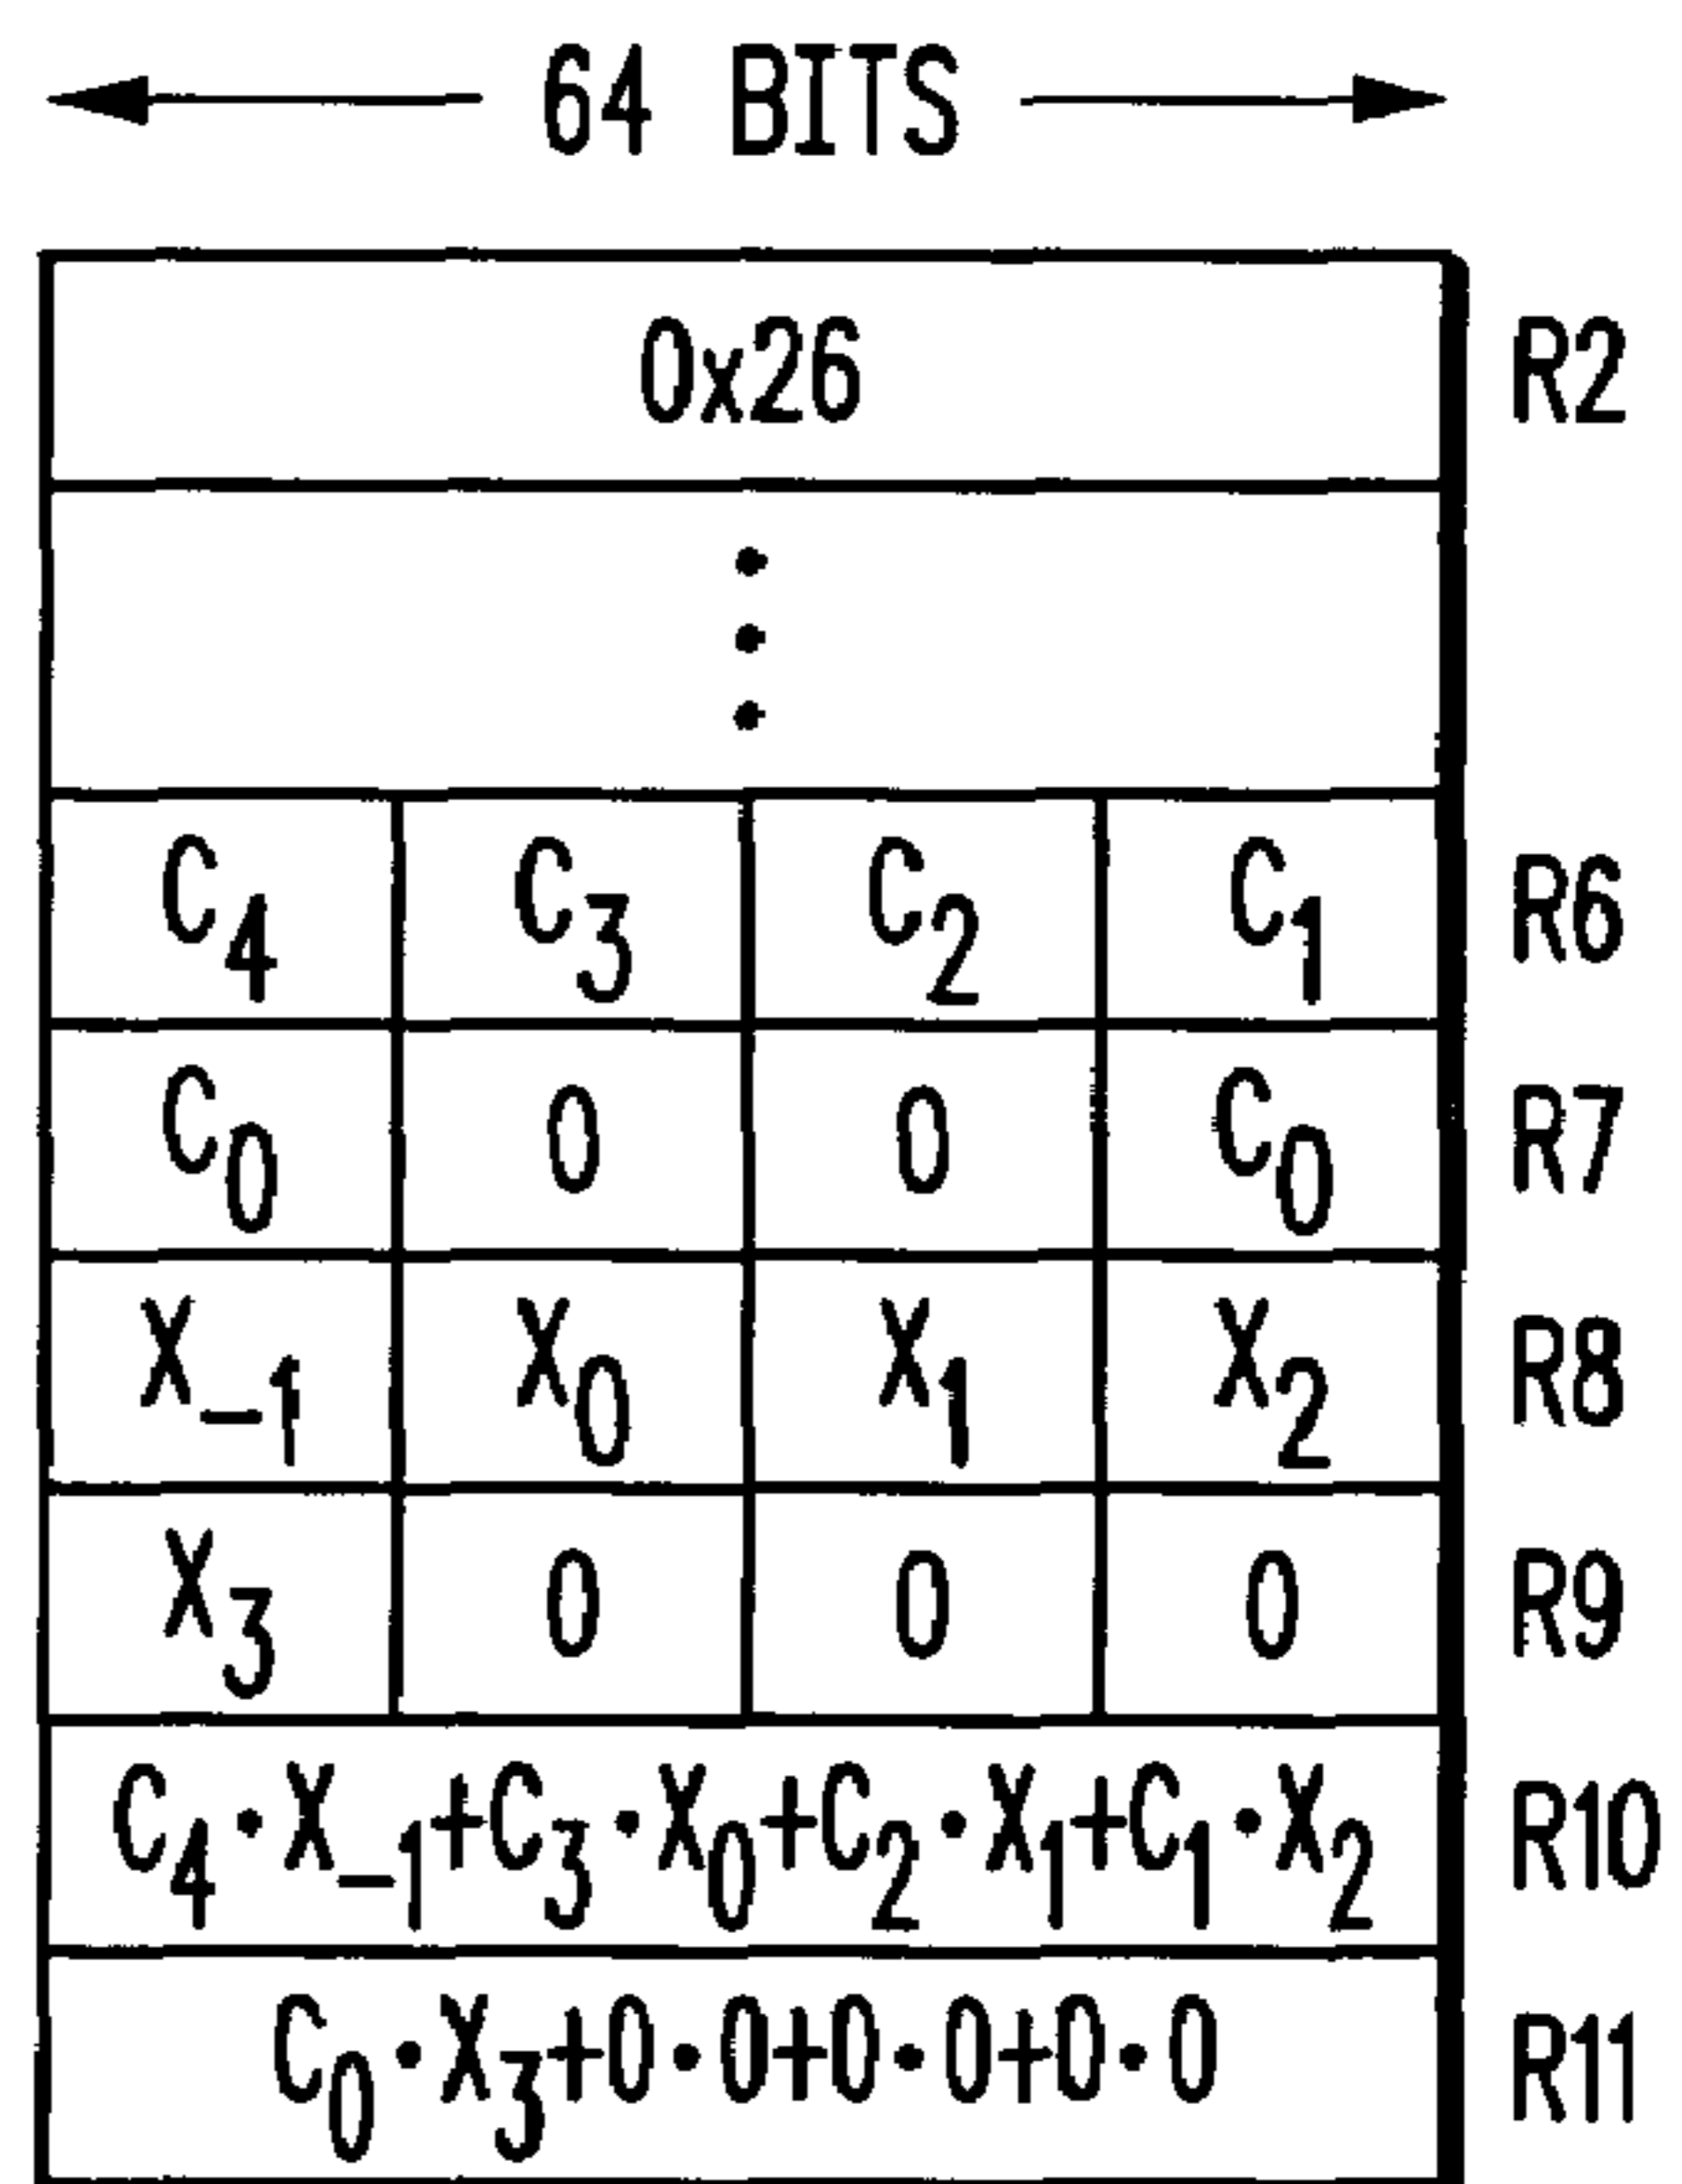 64 BITS
0x26 R2
C₄ C₃ C₂ C₁ R6
C₀ 0 0 C₀ R7
X₋₁ X₀ X₁ X₂ R8
X₃ 0 0 0 R9
C₄·X₋₁+C₃·X₀+C₂·X₁+C₁·X₂ R10
C₀·X₃+0·0+0·0+0·0 R11